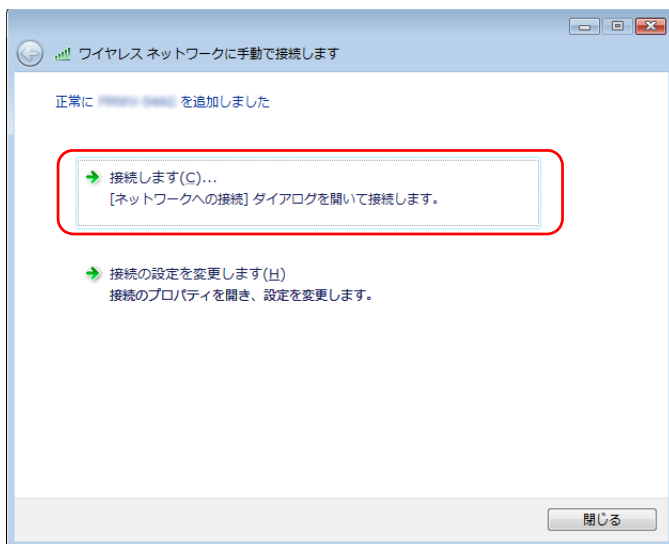 ワイヤレス ネットワークに手動で接続します
正常に を追加しました
接続します(C)...
[ネットワークへの接続] ダイアログを開いて接続します。
接続の設定を変更します(H)
接続のプロパティを開き、設定を変更します。
閉じる